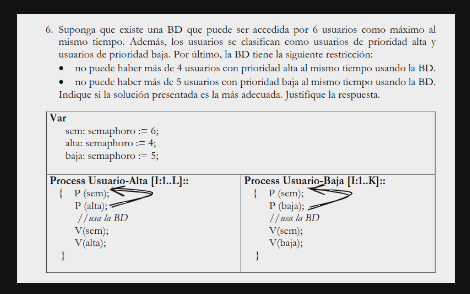 6. Suponga que existe una BD que puede ser accedida por 6 usuarios como máximo al
mismo tiempo. Además, los usuarios se clasifican como usuarios de prioridad alta y
usuarios de prioridad baja. Por último, la BD tiene la siguiente restricción:
• no puede haber más de 4 usuarios con prioridad alta al mismo tiempo usando la BD.
• no puede haber más de 5 usuarios con prioridad baja al mismo tiempo usando la BD.
Indique si la solución presentada es la más adecuada. Justifique la respuesta.
Var
sem: semaphoro := 6;
alta: semaphoro := 4;
baja: semaphoro := 5;
Process Usuario-Alta [I:1..L]::
{ P (sem);
P (alta);
//usa la BD
V(sem);
V(alta);
}
Process Usuario-Baja [I:1..K]::
{ P (sem);
P (baja);
//usa la BD
V(sem);
V(baja);
}